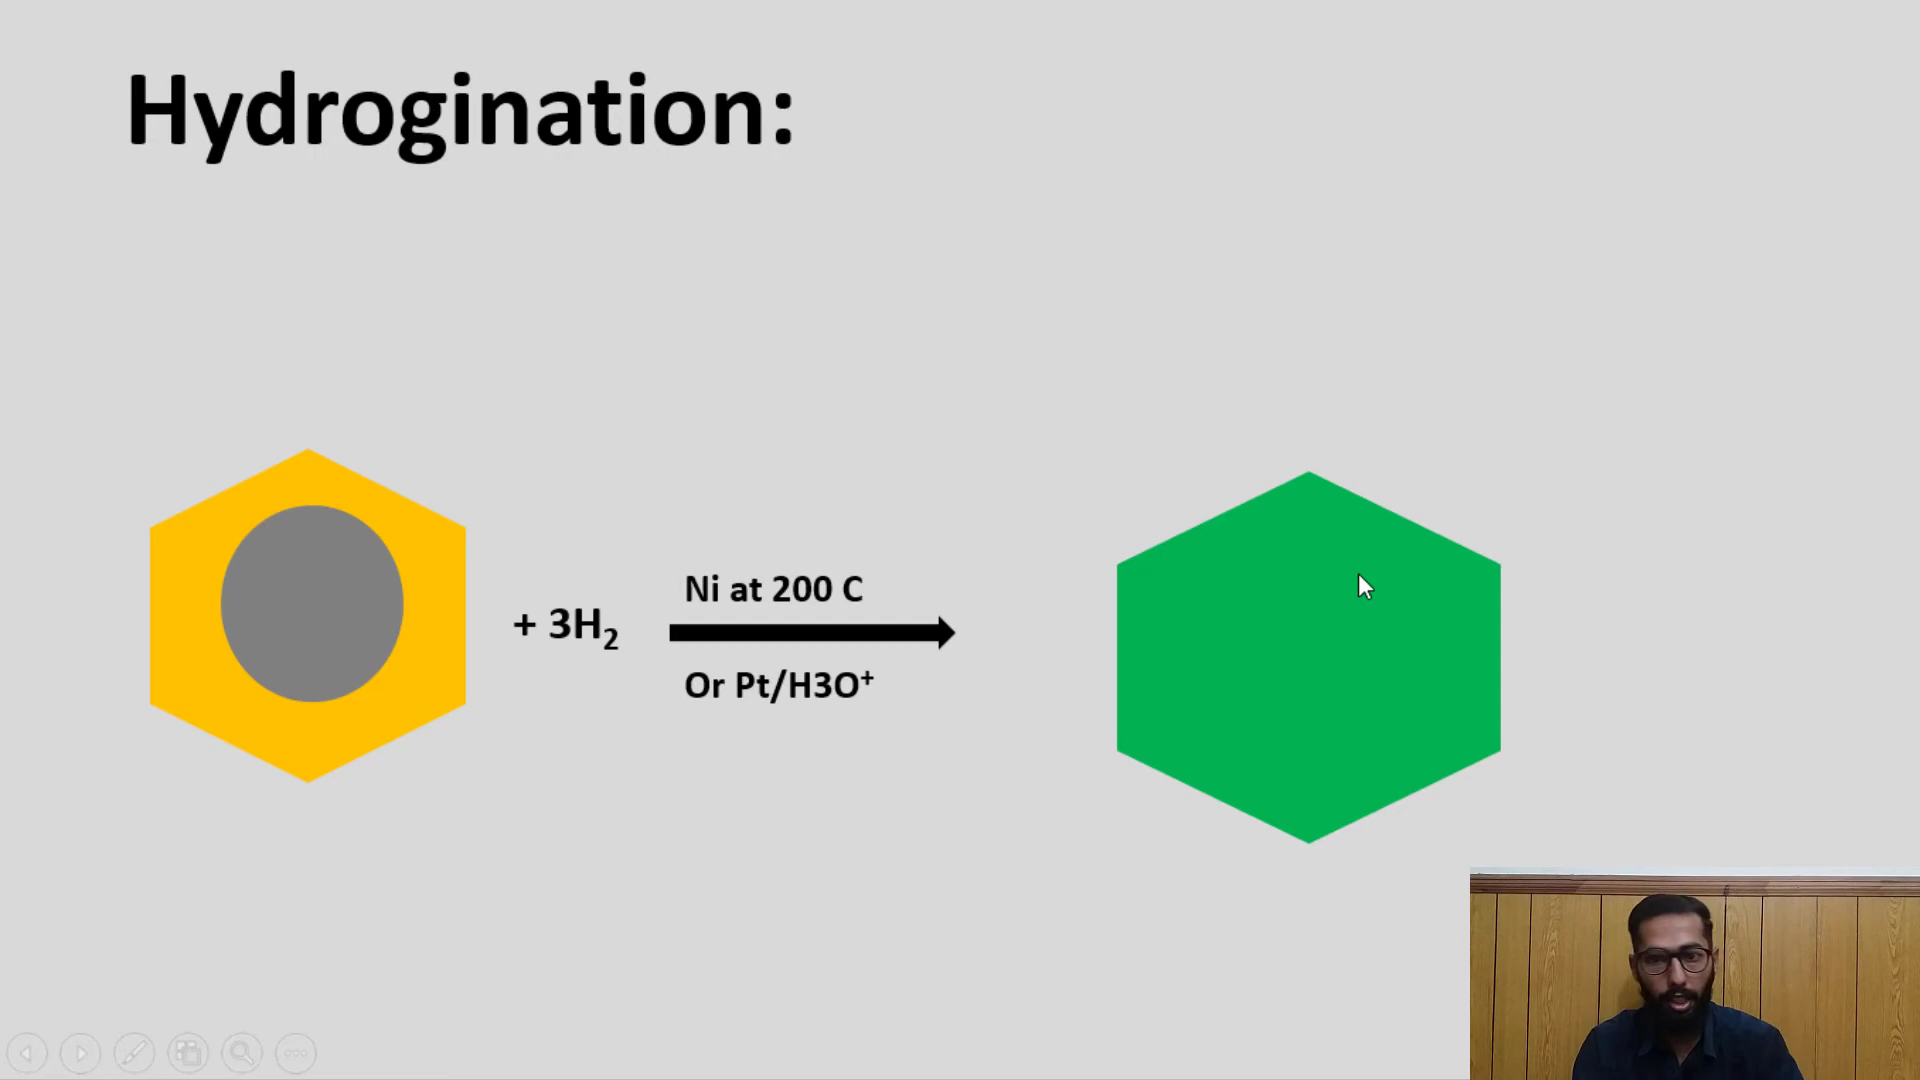 Hydrogination:
Ni at 200 C
+ 3H₂
Or Pt/H3O⁺